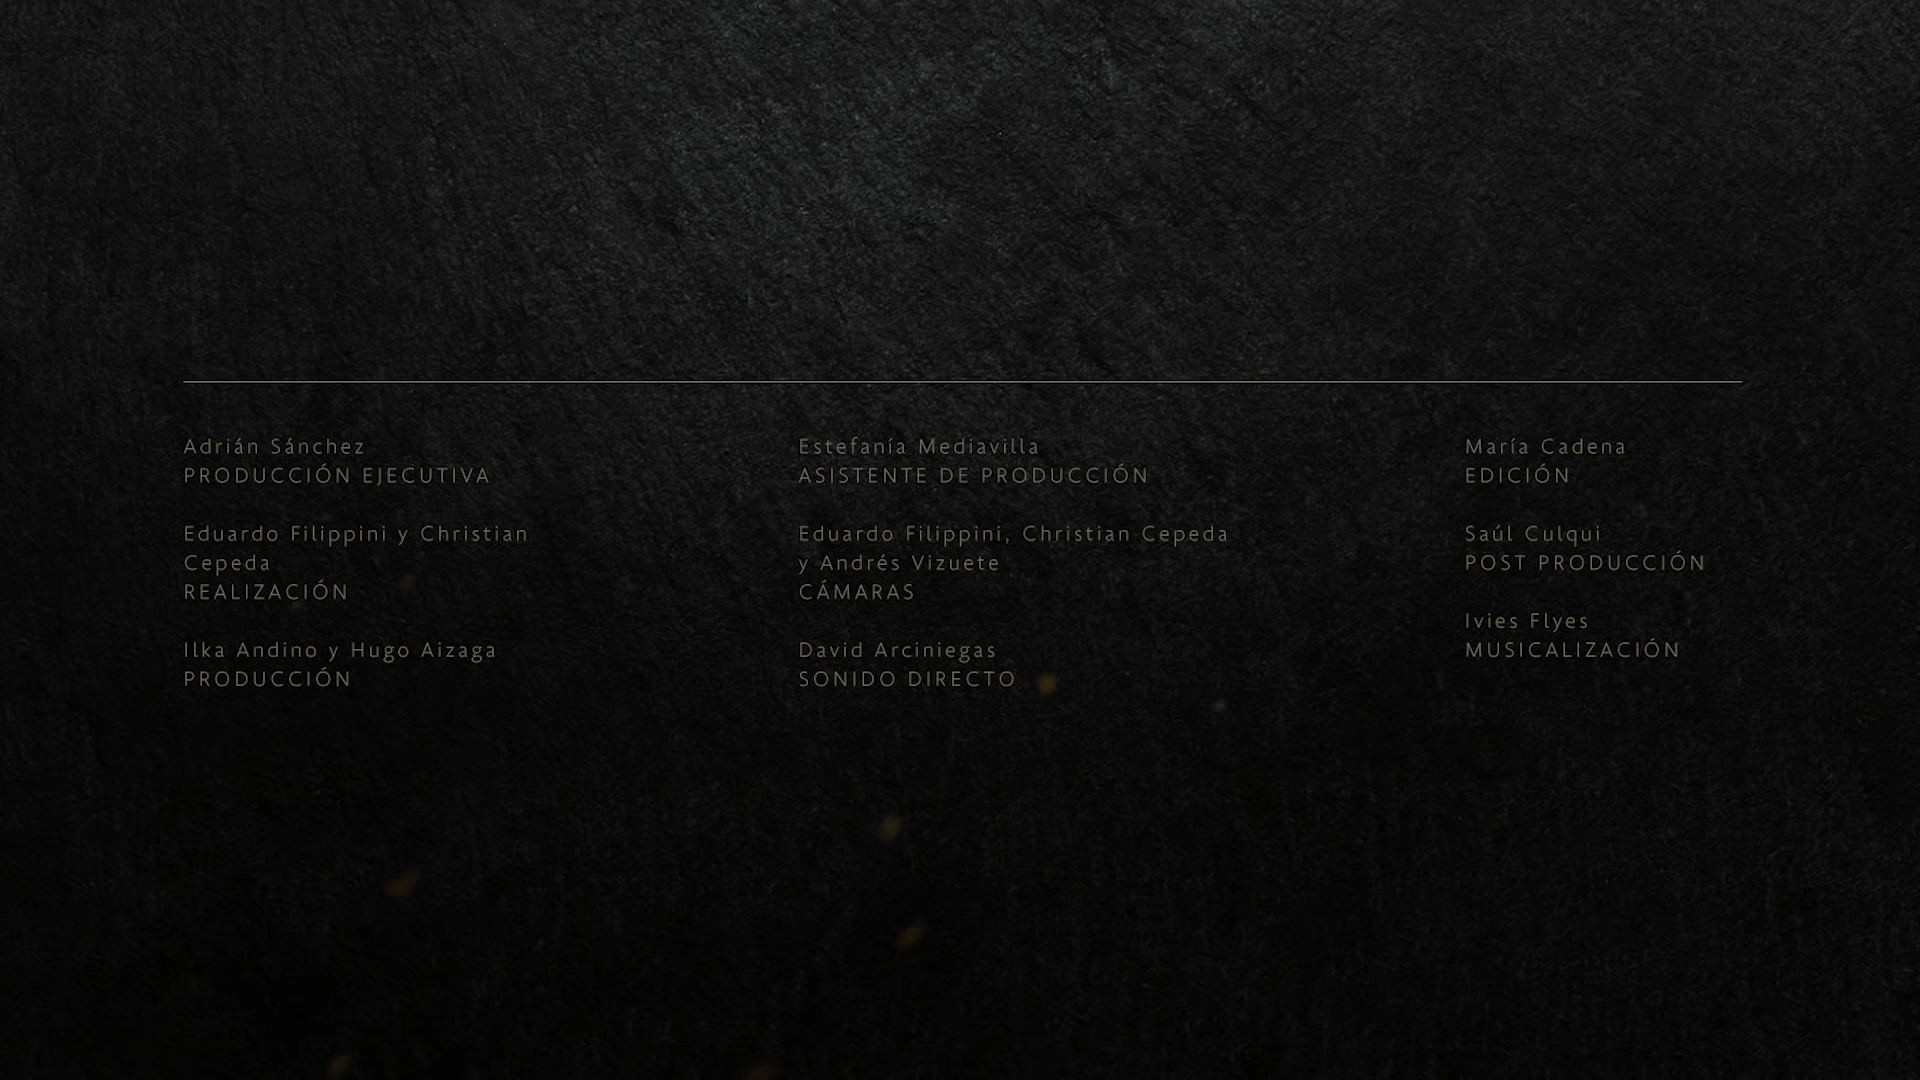 Adrián Sánchez
PRODUCCIÓN EJECUTIVA
Eduardo Filippini y Christian
Cepeda
REALIZACIÓN
Ilka Andino y Hugo Aizaga
PRODUCCIÓN
Estefanía Mediavilla
ASISTENTE DE PRODUCCIÓN
Eduardo Filippini, Christian Cepeda
y Andrés Vizuete
CÁMARAS
David Arciniegas
SONIDO DIRECTO
María Cadena
EDICIÓN
Saúl Culqui
POST PRODUCCIÓN
Ivies Flyes
MUSICALIZACIÓN